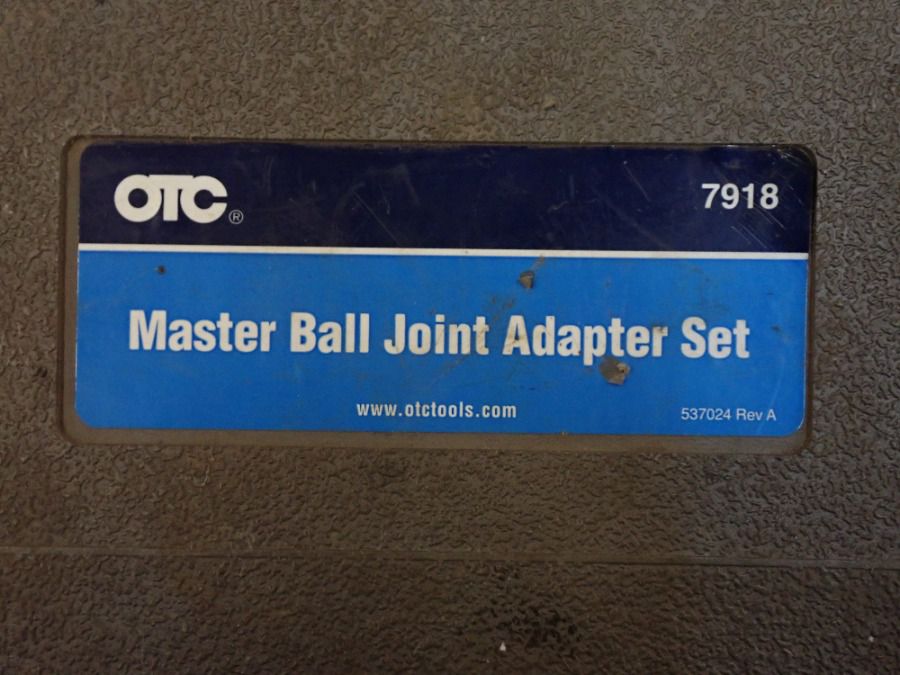 OTC®
7918
Master Ball Joint Adapter Set
www.otctools.com
537024 Rev A